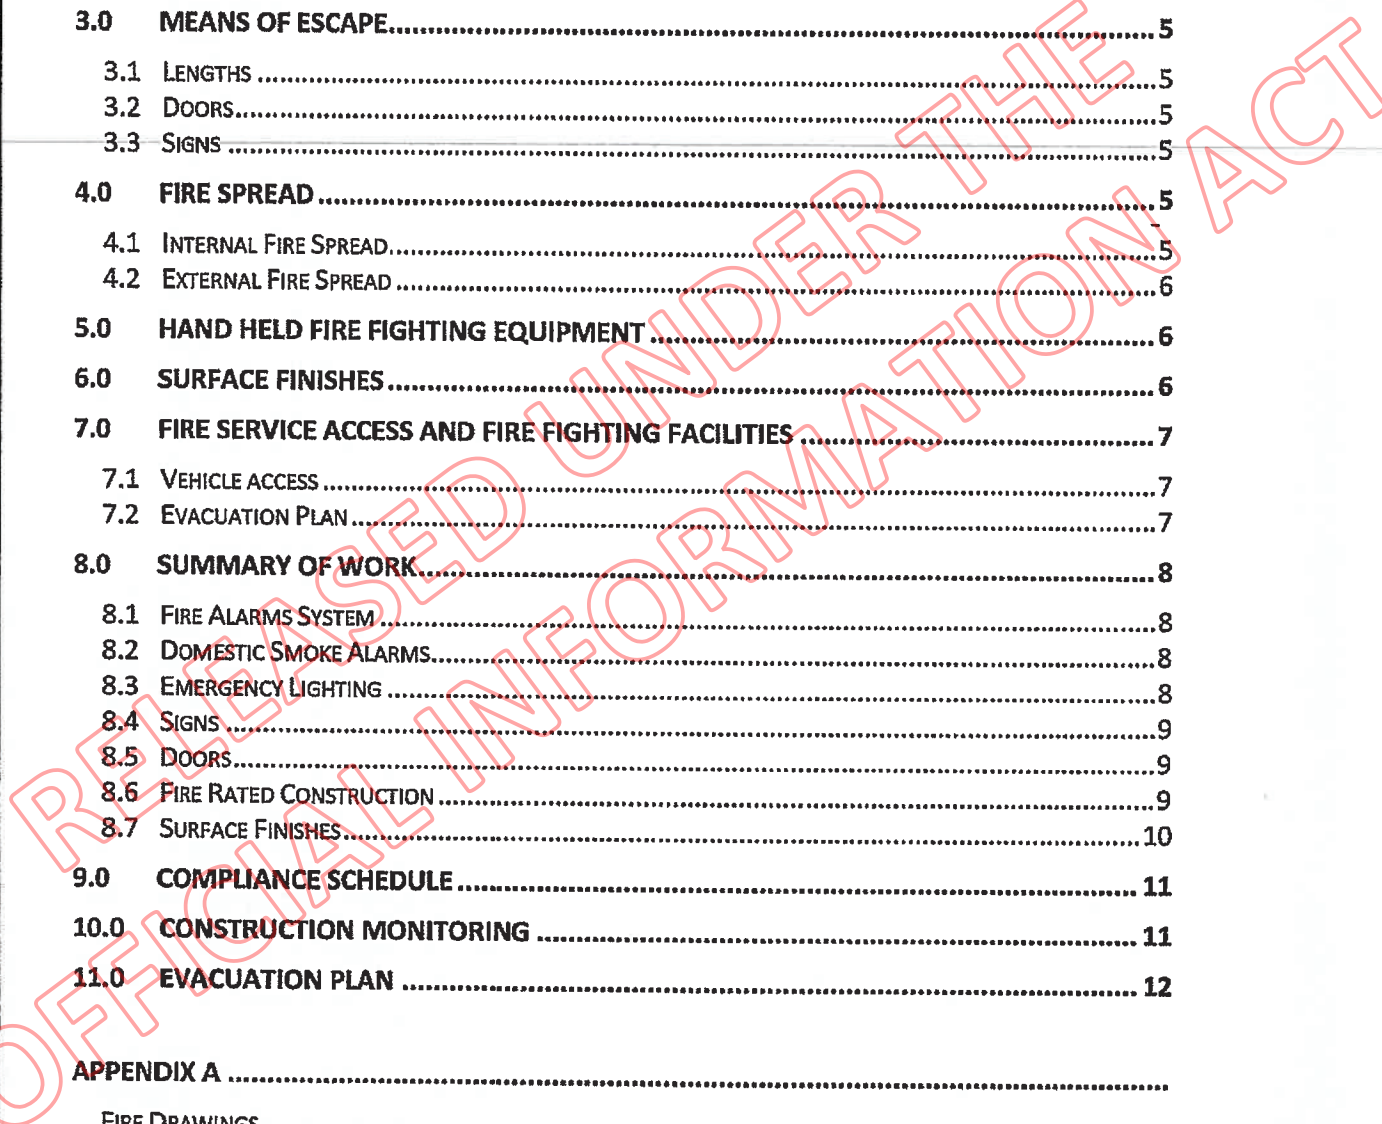 3.0 MEANS OF ESCAPE 5
3.1 LENGTHS 5
3.2 DOORS 5
3.3 SIGNS 5
4.0 FIRE SPREAD 5
4.1 INTERNAL FIRE SPREAD 5
4.2 EXTERNAL FIRE SPREAD 6
5.0 HAND HELD FIRE FIGHTING EQUIPMENT 6
6.0 SURFACE FINISHES 6
7.0 FIRE SERVICE ACCESS AND FIRE FIGHTING FACILITIES 7
7.1 VEHICLE ACCESS 7
7.2 EVACUATION PLAN 7
8.0 SUMMARY OF WORK 8
8.1 FIRE ALARMS SYSTEM 8
8.2 DOMESTIC SMOKE ALARMS 8
8.3 EMERGENCY LIGHTING 8
8.4 SIGNS 9
8.5 DOORS 9
8.6 FIRE RATED CONSTRUCTION 9
8.7 SURFACE FINISHES 10
9.0 COMPLIANCE SCHEDULE 11
10.0 CONSTRUCTION MONITORING 11
11.0 EVACUATION PLAN 12
APPENDIX A
FIRE DRAWINGS
RELEASED UNDER THE
OFFICIAL INFORMATION ACT